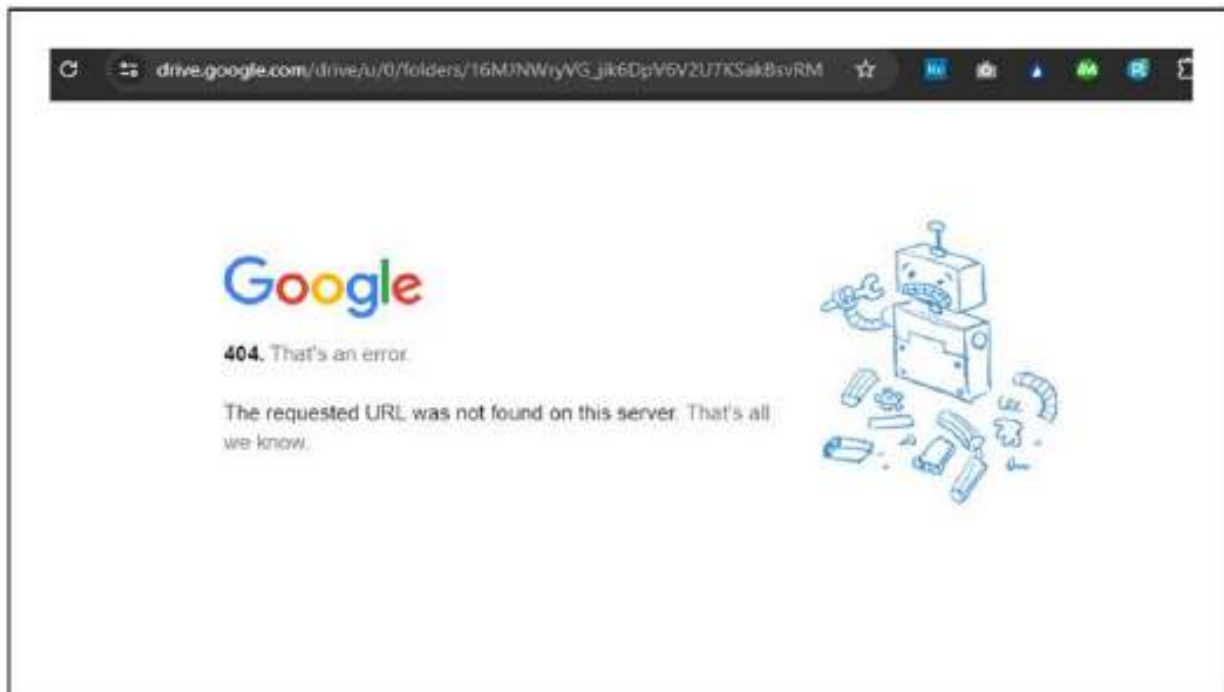 drive.google.com/drive/u/0/folders/
Google
404. That's an error.
The requested URL was not found on this server. That's all
we know.